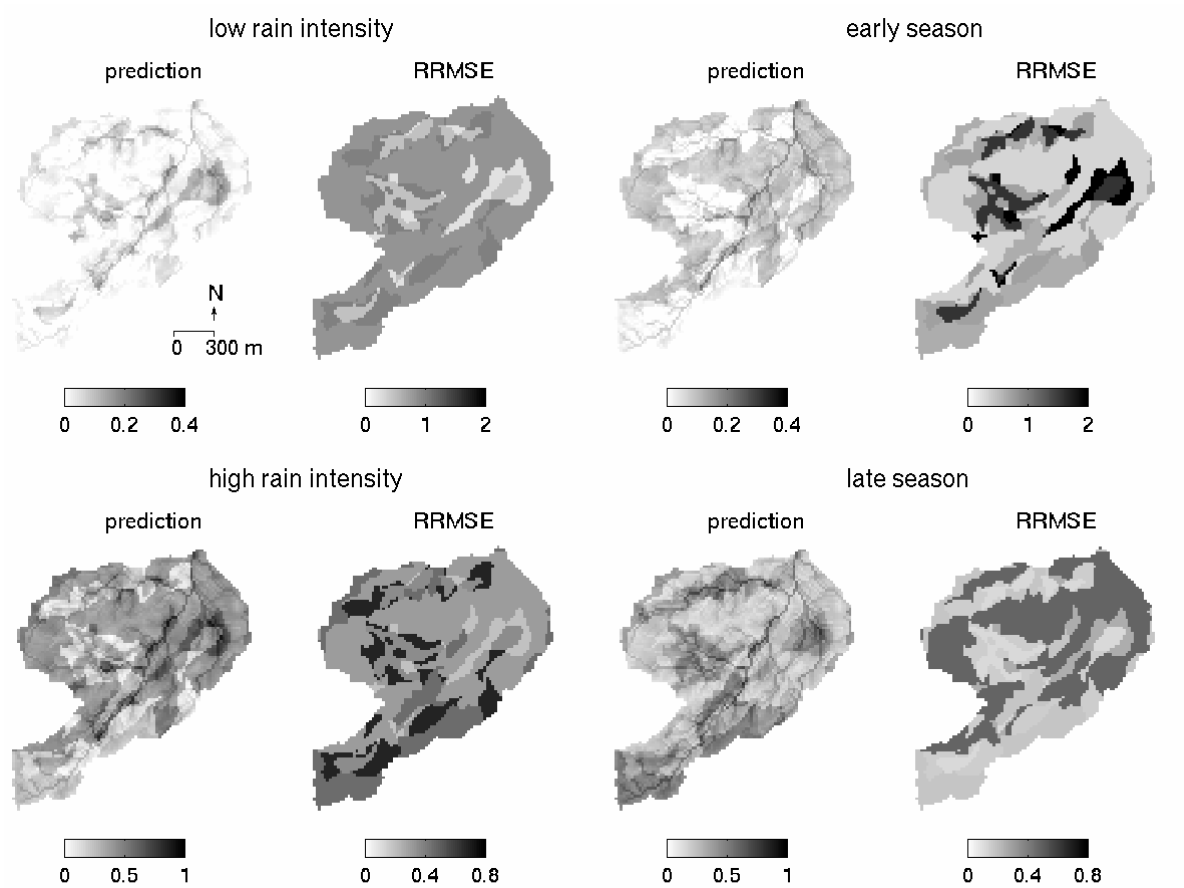 low rain intensity
early season
prediction RRMSE prediction RRMSE
N
0 300 m
0 0.2 0.4 0 1 2 0 0.2 0.4 0 1 2
high rain intensity
late season
prediction RRMSE prediction RRMSE
0 0.5 1 0 0.4 0.8 0 0.5 1 0 0.4 0.8